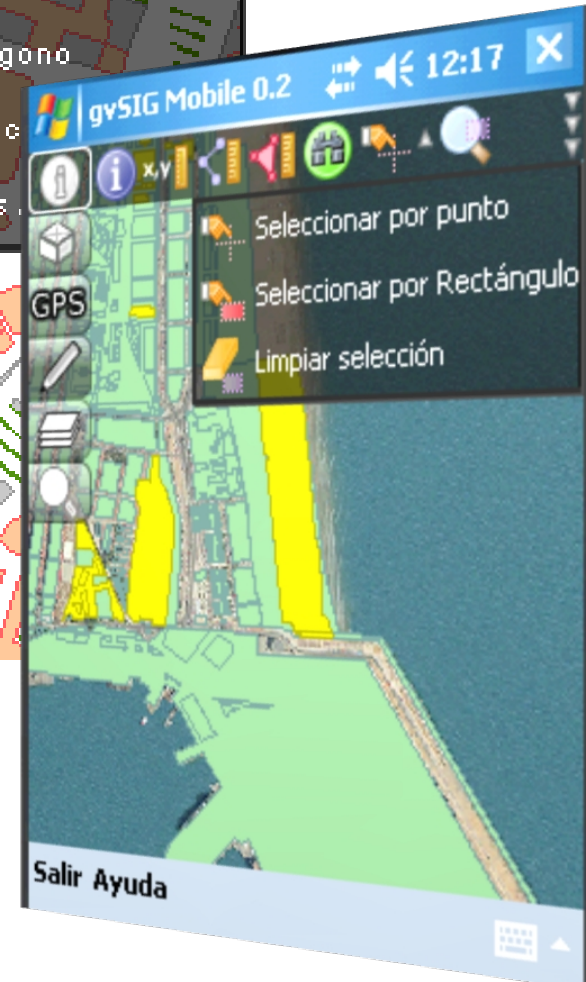 gono
c
gvSIG Mobile 0.2 12:17
x,y
Seleccionar por punto
Seleccionar por Rectángulo
GPS
Limpiar selección
Salir Ayuda